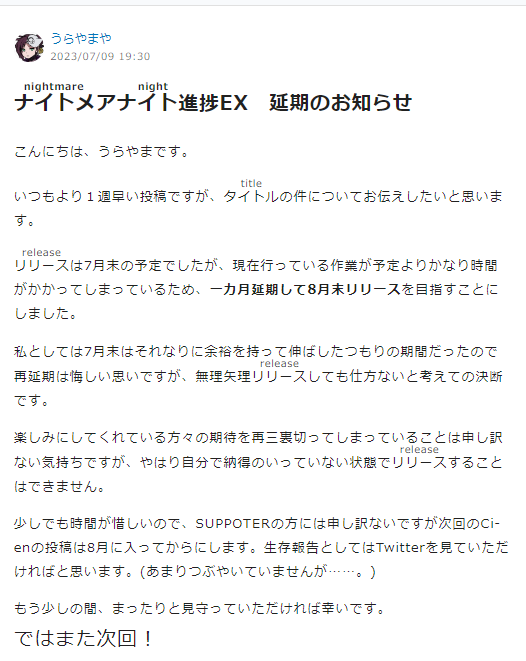 うらやまや
2023/07/09 19:30
nightmare night
ナイトメアナイト進捗EX　延期のお知らせ
こんにちは、うらやまです。
title
いつもより１週早い投稿ですが、タイトルの件についてお伝えしたいと思いま
す。
release
リリースは7月末の予定でしたが、現在行っている作業が予定よりかなり時間
がかかってしまっているため、一カ月延期して8月末リリースを目指すことに
しました。
私としては7月末はそれなりに余裕を持って伸ばしたつもりの期間だったので
release
再延期は悔しい思いですが、無理矢理リリースしても仕方ないと考えての決断
です。
楽しみにしてくれている方々の期待を再三裏切ってしまっていることは申し訳
release
ない気持ちですが、やはり自分で納得のいっていない状態でリリースすること
はできません。
少しでも時間が惜しいので、SUPPOTERの方には申し訳ないですが次回のCi-
enの投稿は8月に入ってからにします。生存報告としてはTwitterを見ていただ
ければと思います。(あまりつぶやいていませんが……。)
もう少しの間、まったりと見守っていただければ幸いです。
ではまた次回！